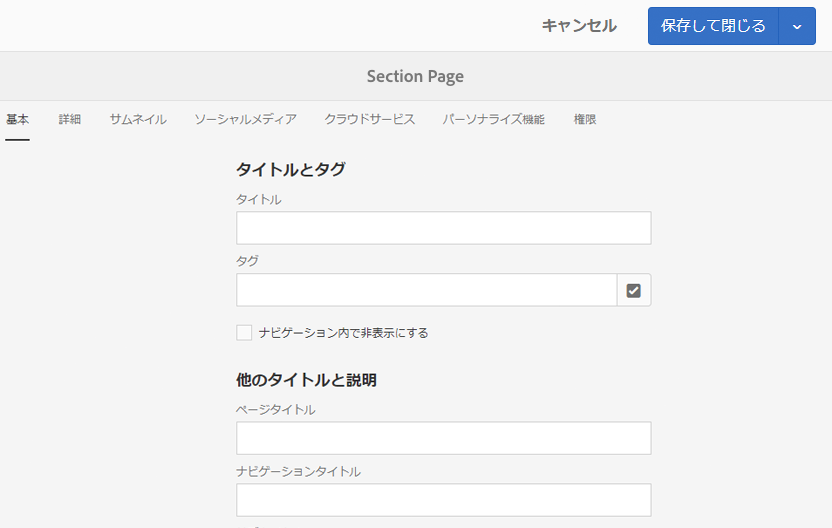 キャンセル 保存して閉じる
Section Page
基本 詳細 サムネイル ソーシャルメディア クラウドサービス パーソナライズ機能 権限
タイトルとタグ
タイトル
タグ
ナビゲーション内で非表示にする
他のタイトルと説明
ページタイトル
ナビゲーションタイトル